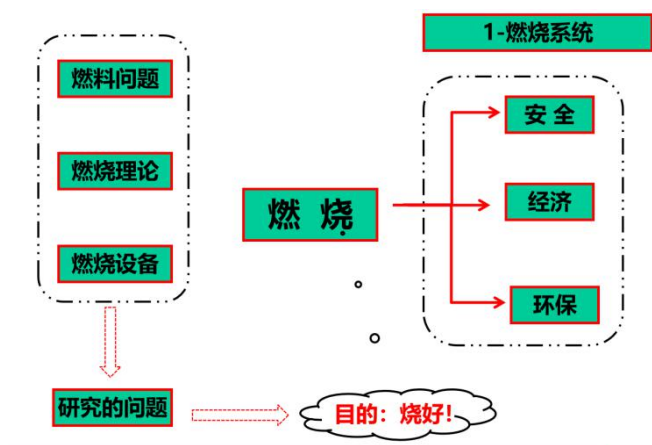 1-燃烧系统
燃料问题
燃烧理论
燃烧设备
燃 烧
安 全
经济
环保
研究的问题
目的：烧好!